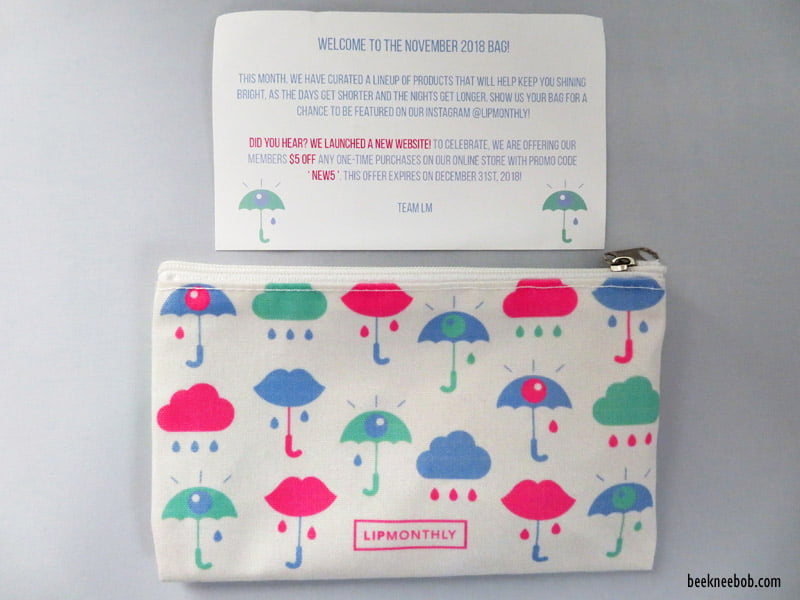 WELCOME TO THE NOVEMBER 2018 BAG!
THIS MONTH, WE HAVE CURATED A LINEUP OF PRODUCTS THAT WILL HELP KEEP YOU SHINING
BRIGHT, AS THE DAYS GET SHORTER AND THE NIGHTS GET LONGER. SHOW US YOUR BAG FOR A
CHANCE TO BE FEATURED ON OUR INSTAGRAM @LIPMONTHLY!
DID YOU HEAR? WE LAUNCHED A NEW WEBSITE! TO CELEBRATE, WE ARE OFFERING OUR
MEMBERS $5 OFF ANY ONE-TIME PURCHASES ON OUR ONLINE STORE WITH PROMO CODE
' NEW5 '. THIS OFFER EXPIRES ON DECEMBER 31ST, 2018!
TEAM LM
LIPMONTHLY
beekneebob.com